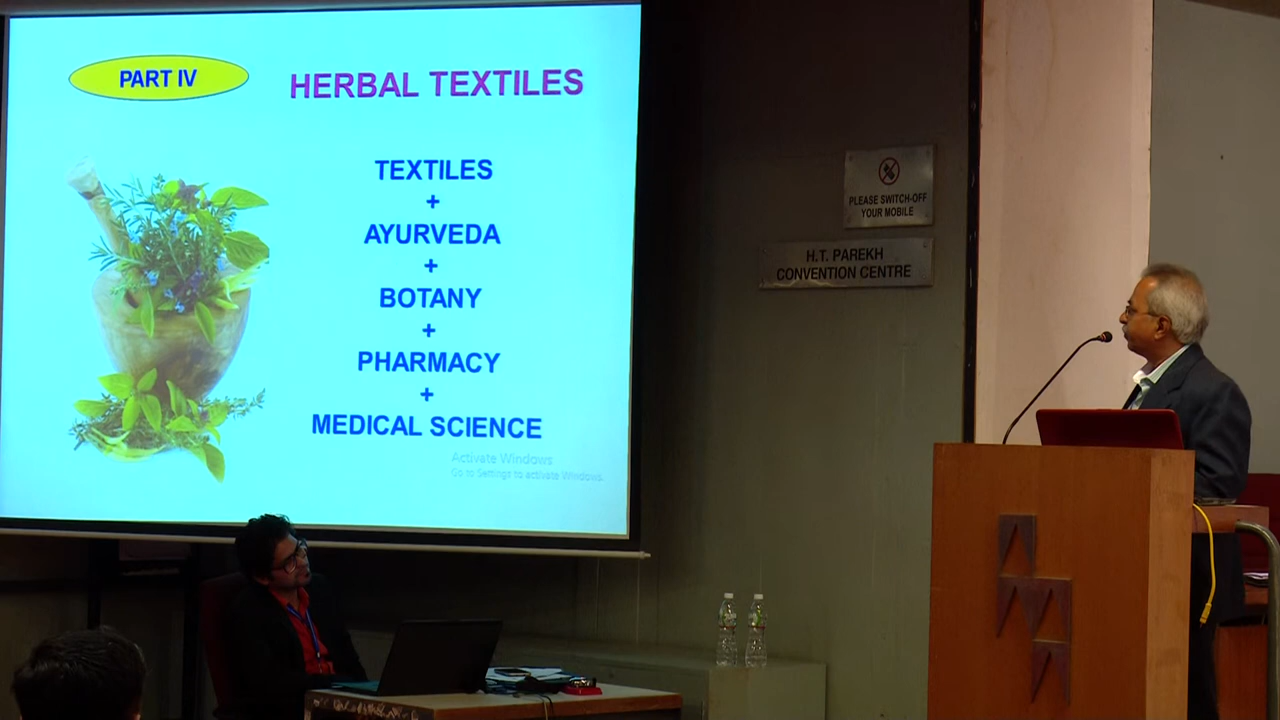 PART IV
HERBAL TEXTILES
TEXTILES
+
AYURVEDA
+
BOTANY
+
PHARMACY
+
MEDICAL SCIENCE
Activate Windows
Go to Settings to activate Windows.
PLEASE SWITCH-OFF
YOUR MOBILE
H.T. PAREKH
CONVENTION CENTRE